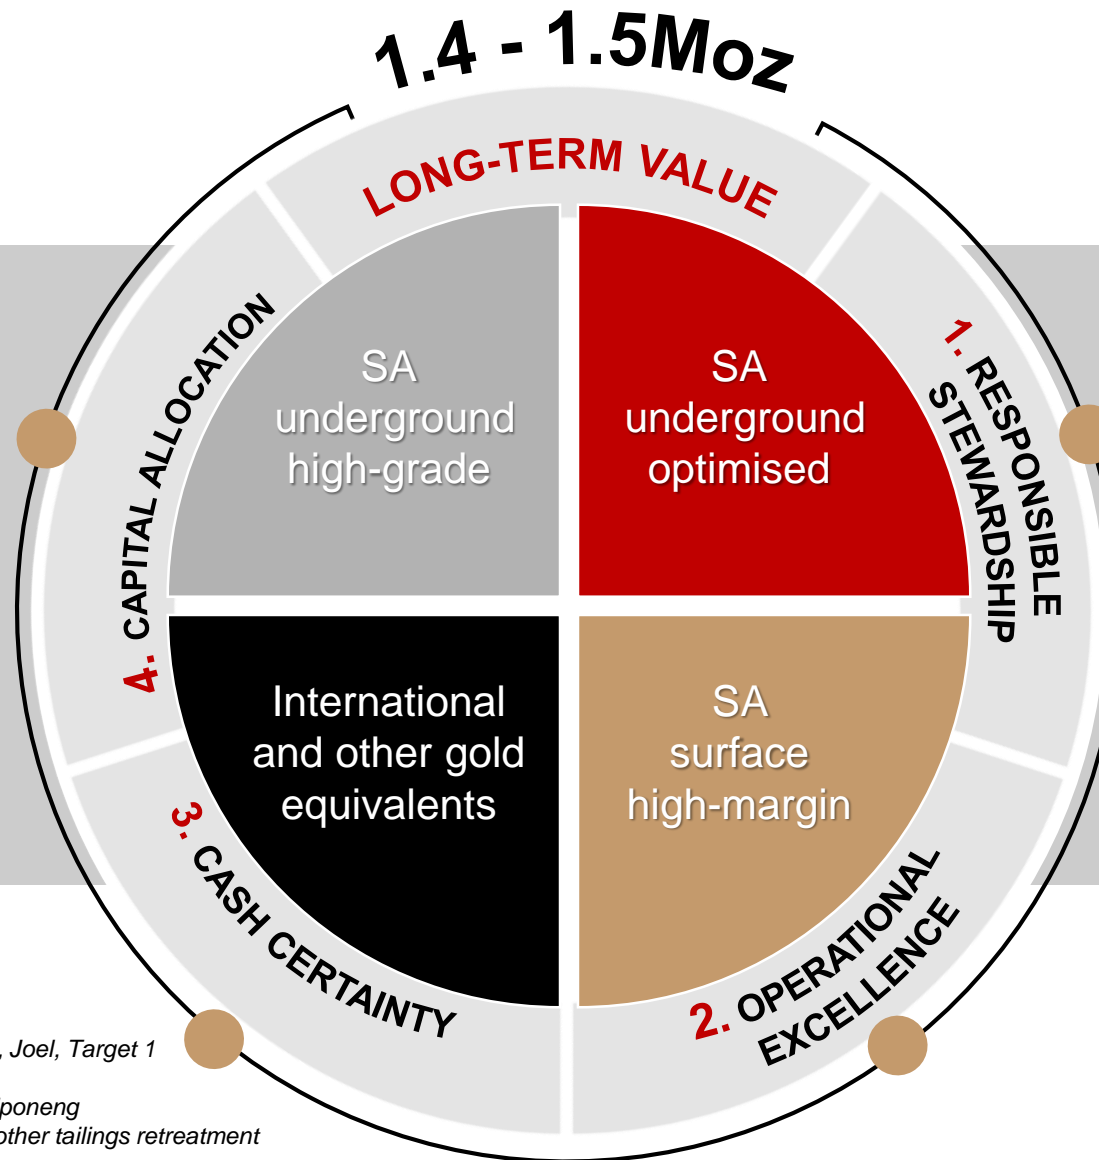 1.4 - 1.5Moz
LONG-TERM VALUE
SA
underground
high-grade
SA
underground
optimised
International
and other gold
equivalents
SA
surface
high-margin
1. RESPONSIBLE
STEWARDSHIP
2. OPERATIONAL
EXCELLENCE
3. CASH CERTAINTY
4. CAPITAL ALLOCATION
, Joel, Target 1
other tailings retreatment